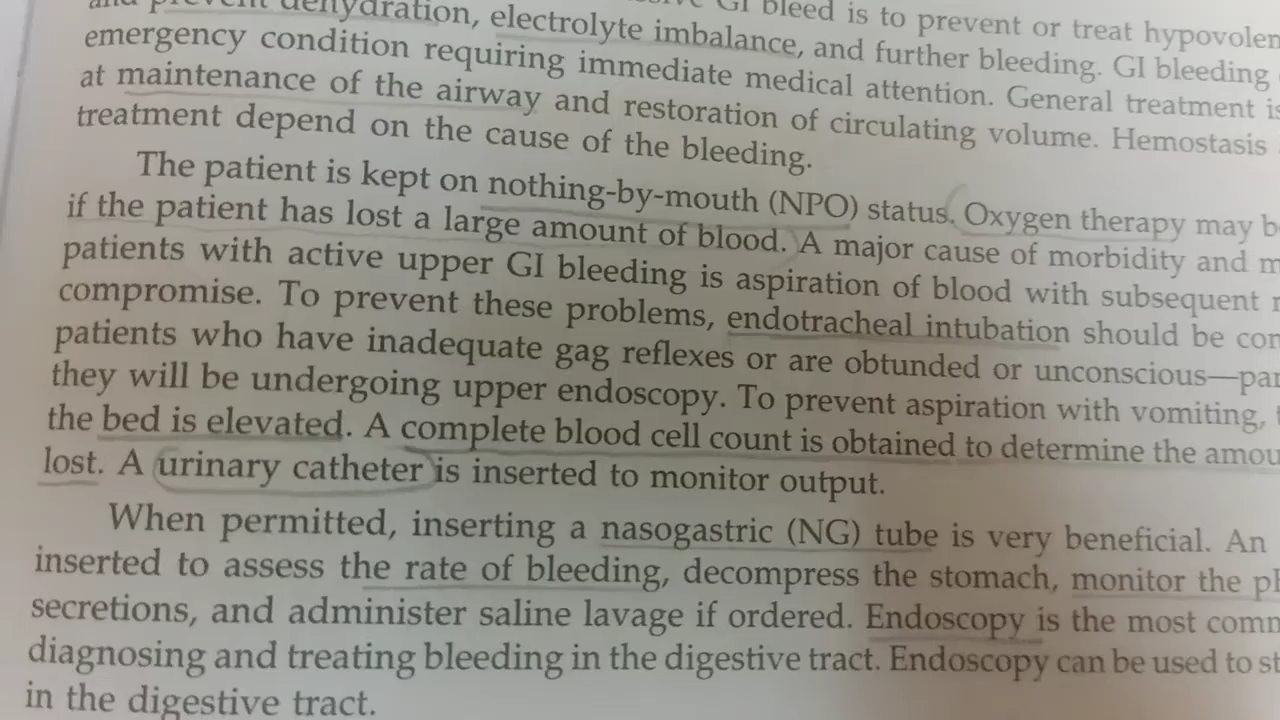 dehydration, electrolyte imbalance, and further bleeding. GI bleeding
GI bleed is to prevent or treat
emergency condition requiring immediate medical attention. General treatment
at maintenance of the airway and restoration of circulating volume. Hemostasis
treatment depend on the cause of the bleeding.
The patient is kept on nothing-by-mouth (NPO) status. Oxygen therapy may
if the patient has lost a large amount of blood. A major cause of morbidity and
patients with active upper GI bleeding is aspiration of blood with subsequent
compromise. To prevent these problems, endotracheal intubation should be
patients who have inadequate gag reflexes or are obtunded or unconscious—
they will be undergoing upper endoscopy. To prevent aspiration with vomiting,
the bed is elevated. A complete blood cell count is obtained to determine the
lost. A urinary catheter is inserted to monitor output.
When permitted, inserting a nasogastric (NG) tube is very beneficial. An
inserted to assess the rate of bleeding, decompress the stomach, monitor the
secretions, and administer saline lavage if ordered. Endoscopy is the most
diagnosing and treating bleeding in the digestive tract. Endoscopy can be used to
in the digestive tract.